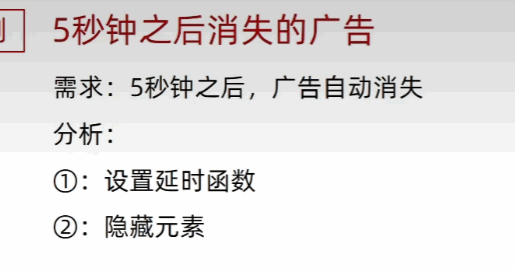 5秒钟之后消失的广告
需求：5秒钟之后，广告自动消失
分析：
①：设置延时函数
②：隐藏元素